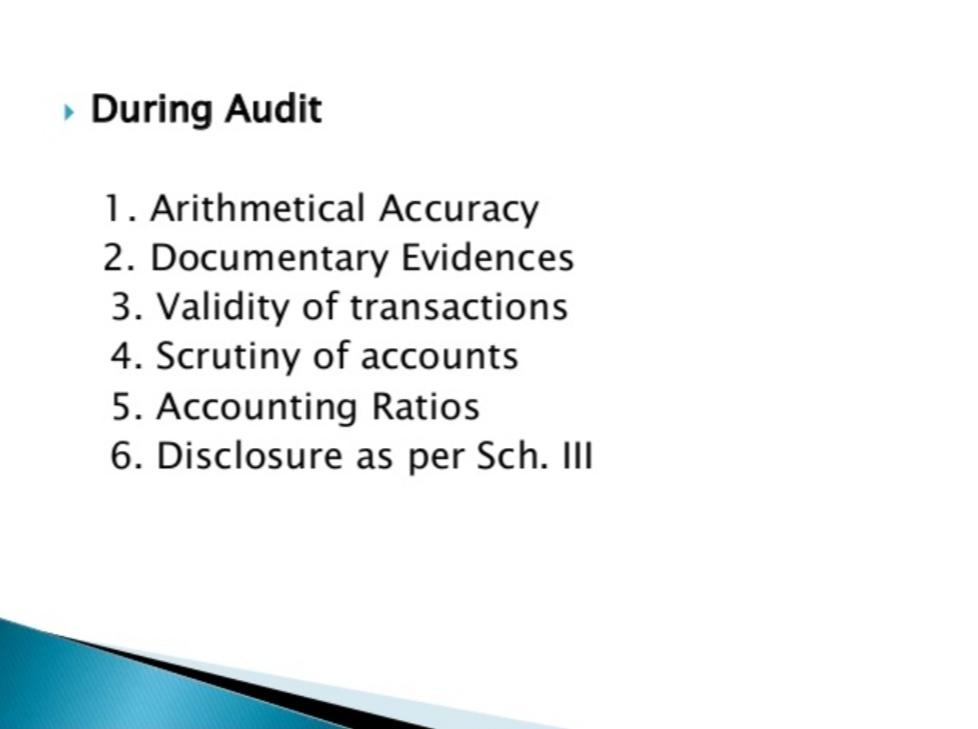 During Audit
1. Arithmetical Accuracy
2. Documentary Evidences
3. Validity of transactions
4. Scrutiny of accounts
5. Accounting Ratios
6. Disclosure as per Sch. III